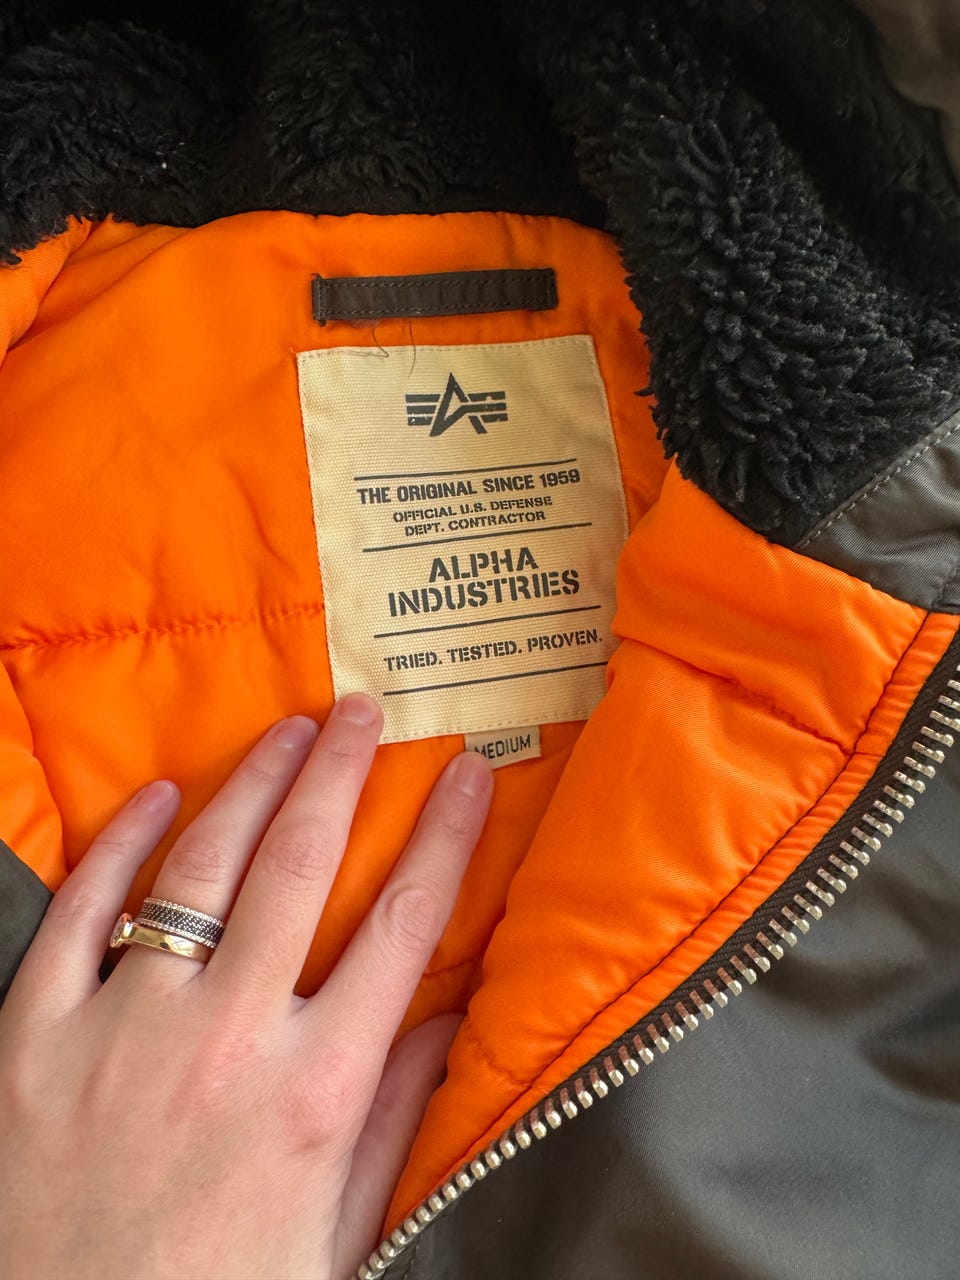 THE ORIGINAL SINCE 1959
OFFICIAL U.S. DEFENSE
DEPT. CONTRACTOR
ALPHA
INDUSTRIES
TRIED. TESTED. PROVEN.
MEDIUM